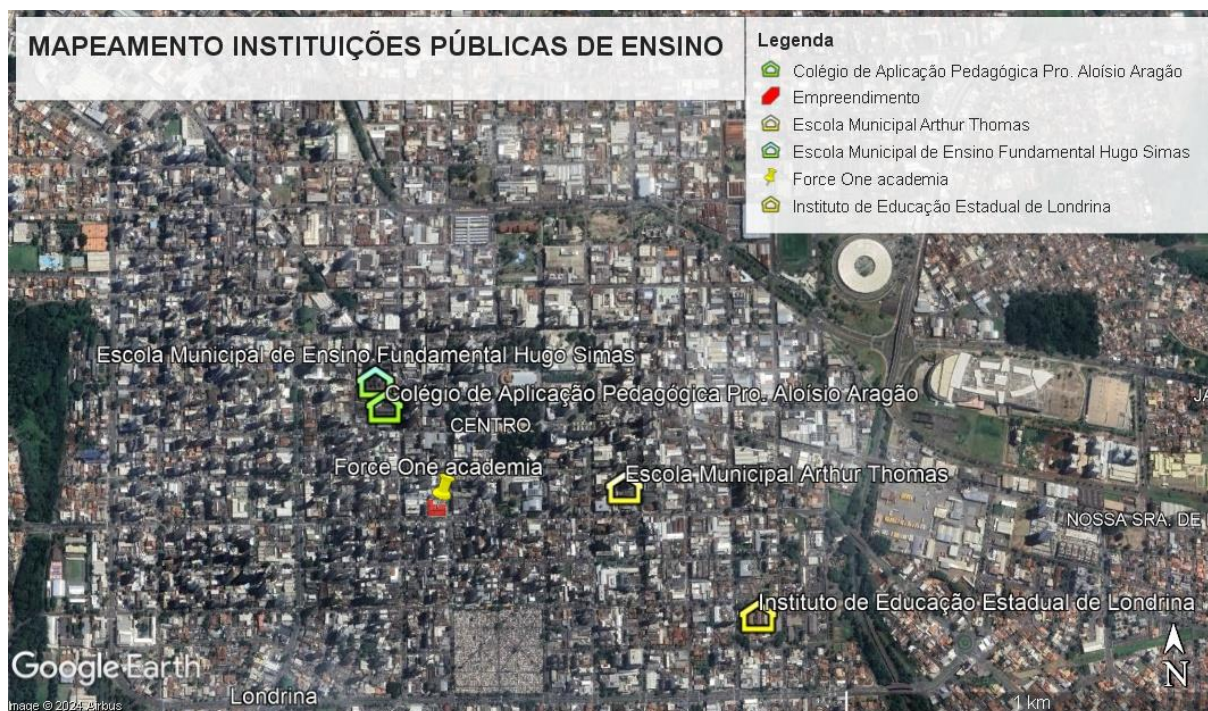 MAPEAMENTO INSTITUIÇÕES PÚBLICAS DE ENSINO
Legenda
Colégio de Aplicação Pedagógica Pro. Aloísio Aragão
Empreendimento
Escola Municipal Arthur Thomas
Escola Municipal de Ensino Fundamental Hugo Simas
Force One academia
Instituto de Educação Estadual de Londrina
Escola Municipal de Ensino Fundamental Hugo Simas
Colégio de Aplicação Pedagógica Pro. Aloísio Aragão
CENTRO
Force One academia
Escola Municipal Arthur Thomas
NOSSA SRA. DE
Instituto de Educação Estadual de Londrina
Google Earth
N
Londrina
1 km
Image © 2024 Airbus